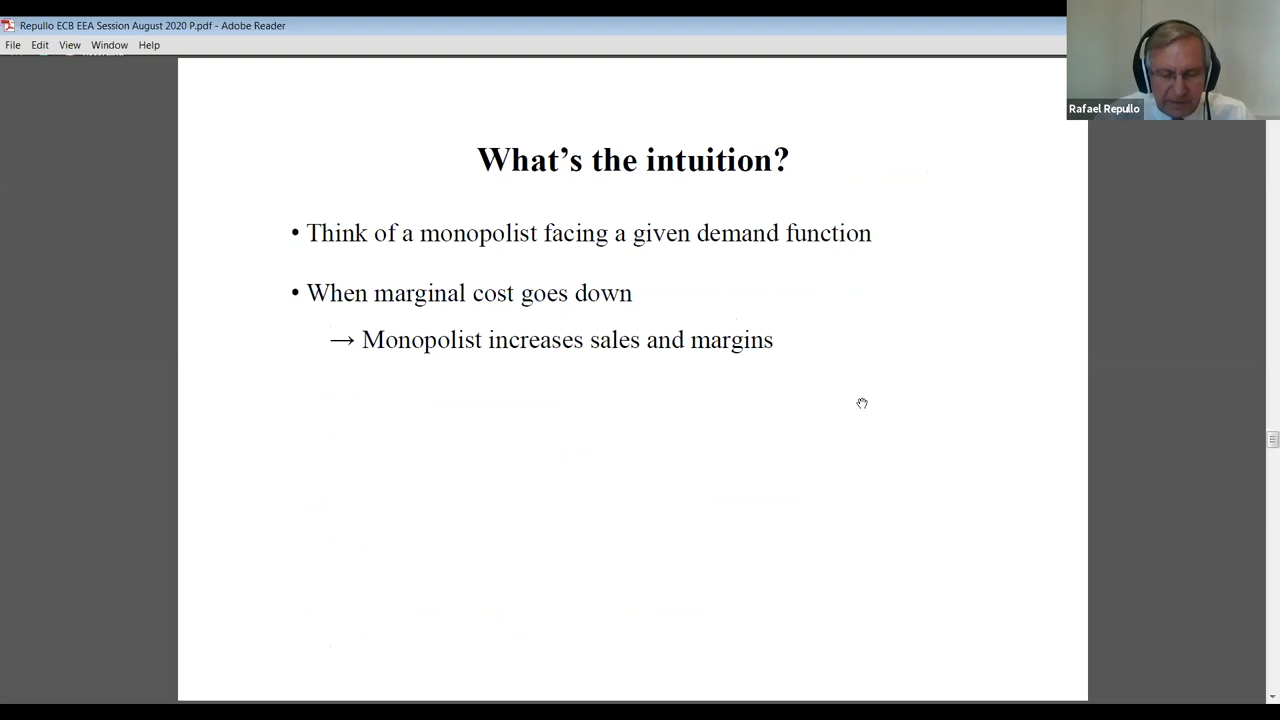 Repullo ECB EEA Session August 2020 P.pdf - Adobe Reader
File Edit View Window Help
Rafael Repullo
What's the intuition?
• Think of a monopolist facing a given demand function
• When marginal cost goes down
→ Monopolist increases sales and margins